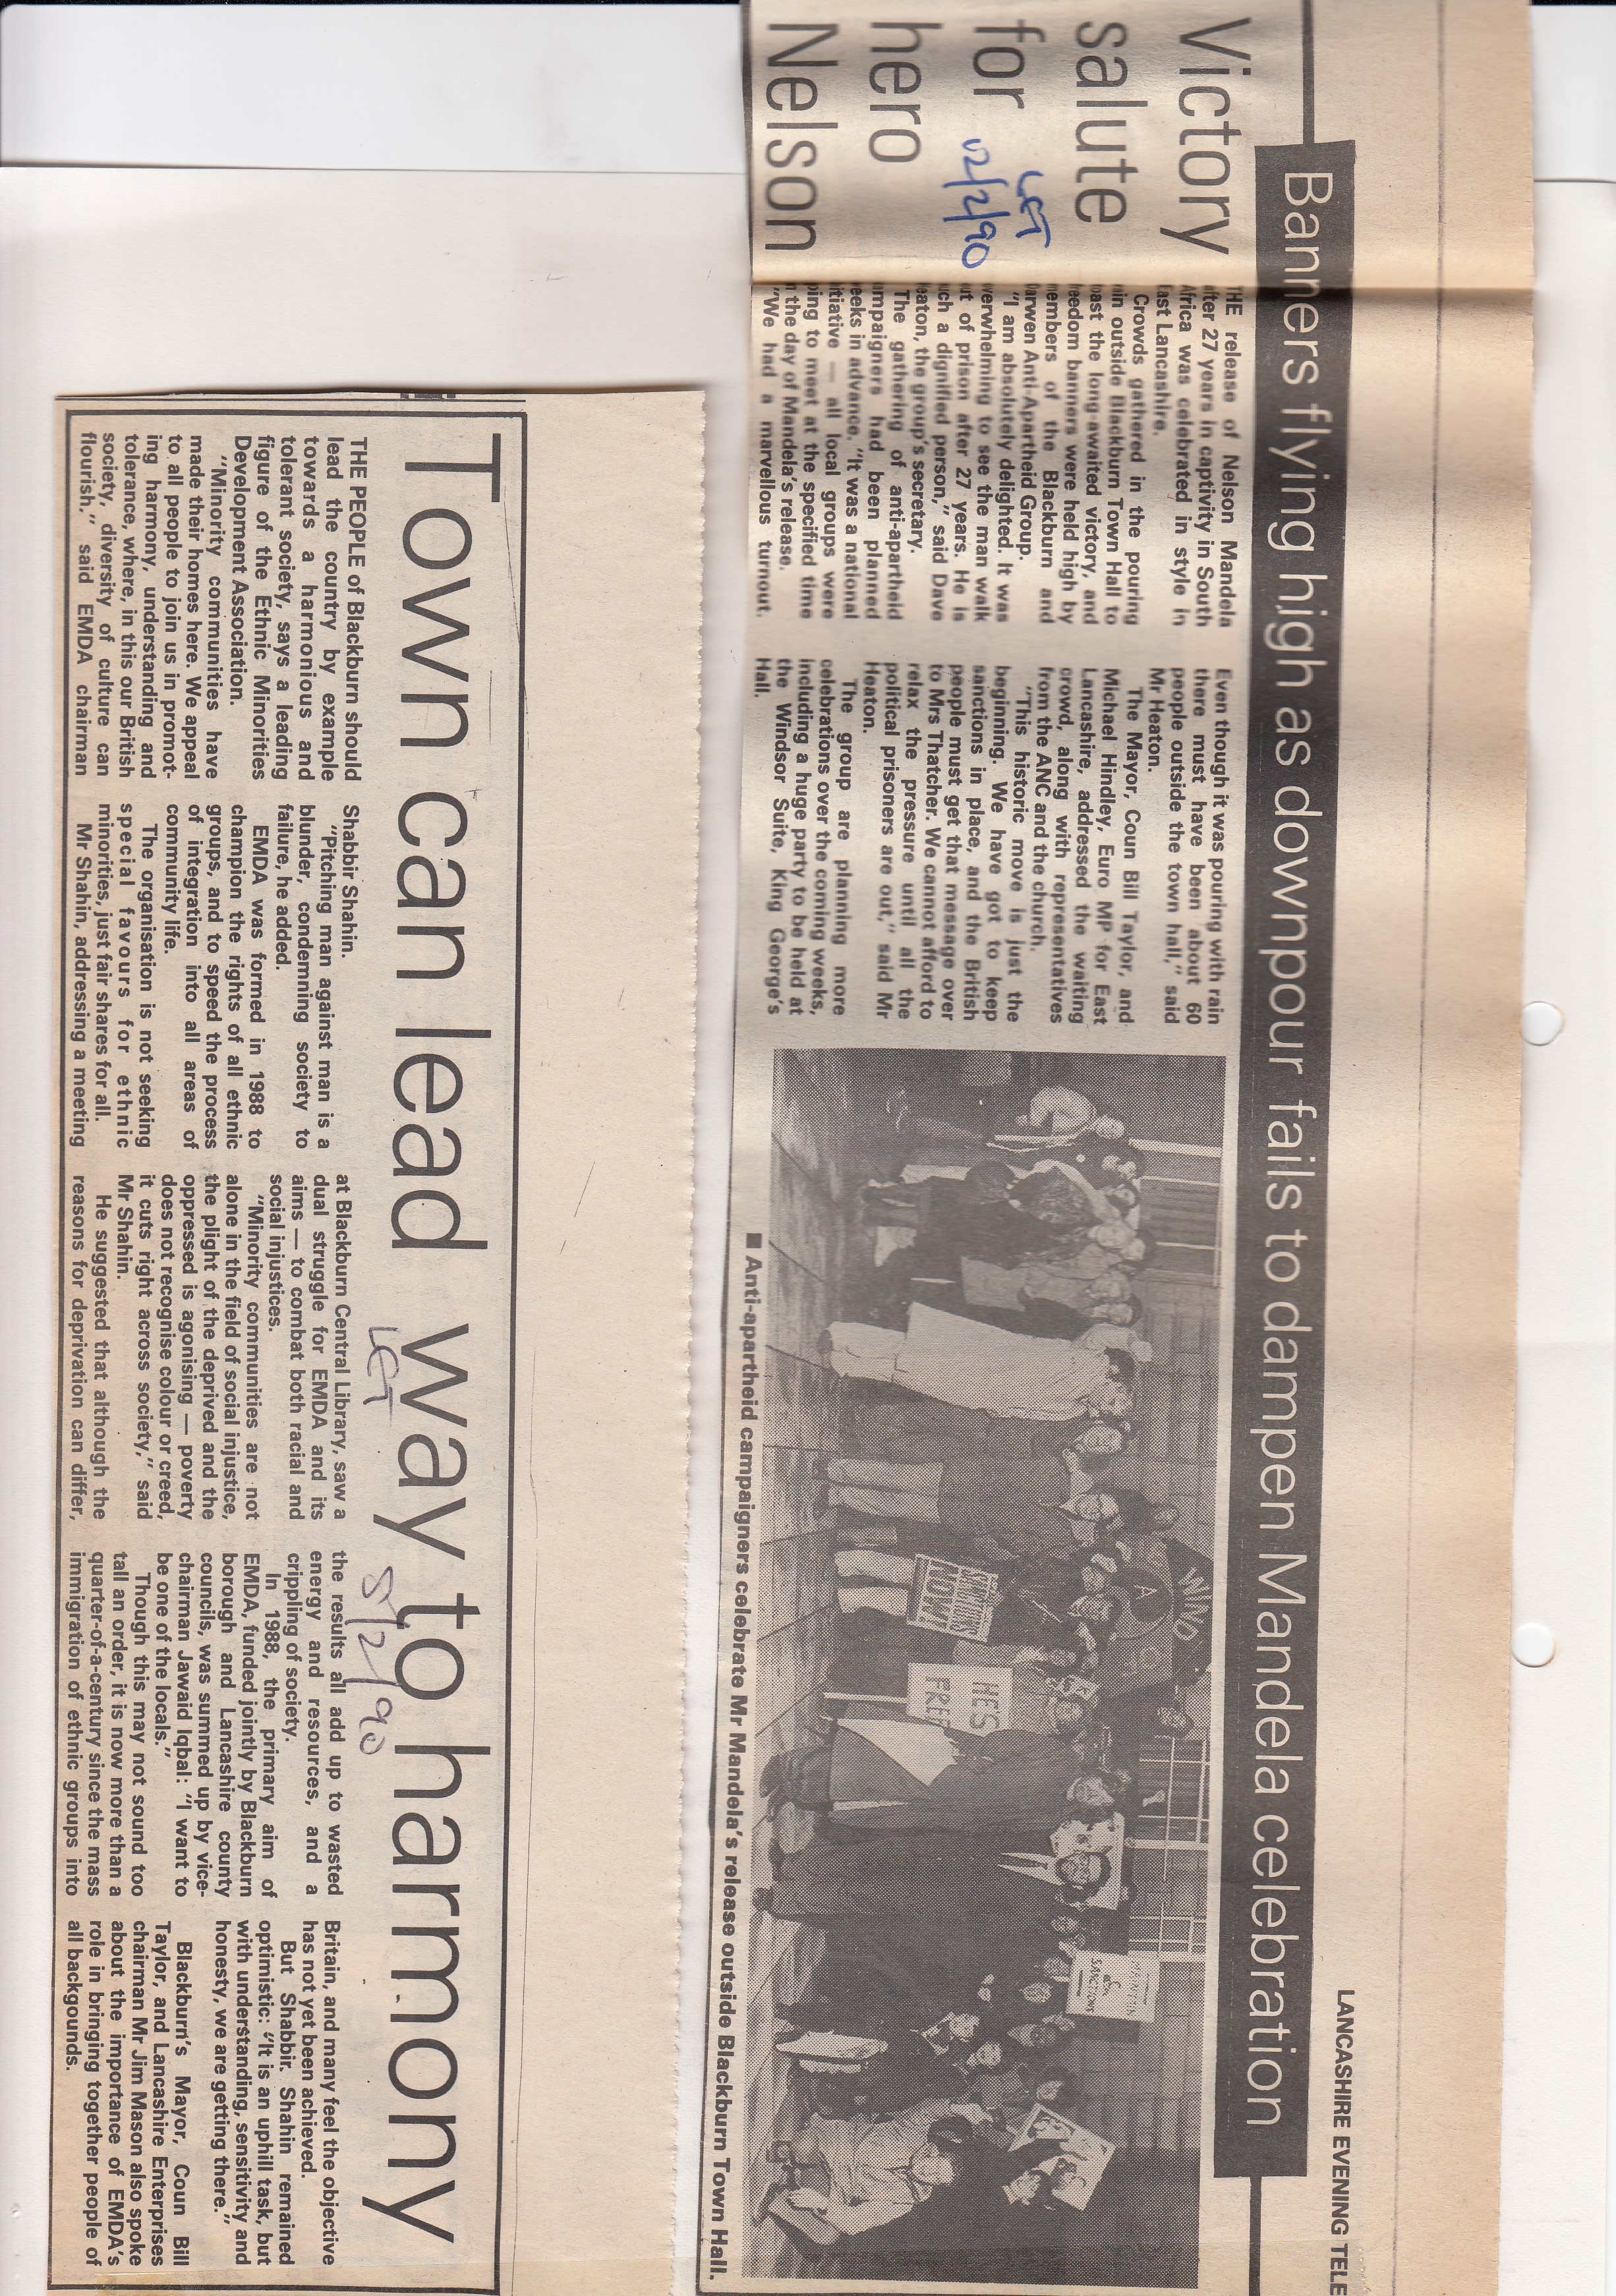 LANCASHIRE EVENING TELE
Banners flying high as downpour fails to dampen Mandela celebration
Victory
salute
for
hero
Nelson
LET
12/2/90
THE release of Nelson Mandela
after 27 years in captivity in South
Africa was celebrated in style in
East Lancashire.
Crowds gathered in the pouring
ain outside Blackburn Town Hall to
oast the long-awaited victory, and
eedom banners were held high by
nembers of the Blackburn and
arwen Anti-Apartheid Group.
"I am absolutely delighted. It was
verwhelming to see the man walk
ut of prison after 27 years. He is
uch a dignified person," said Dave
eaton, the group's secretary.
The gathering of anti-apartheid
ampaigners had been planned
eeks in advance. "It was a national
itiative — all local groups were
ping to meet at the specified time
n the day of Mandela's release.
"We had a marvellous turnout.
Even though it was pouring with rain
there must have been about 60
people outside the town hall," said
Mr Heaton.
The Mayor, Coun Bill Taylor, and
Michael Hindley, Euro MP for East
Lancashire, addressed the waiting
crowd, along with representatives
from the ANC and the church.
"This historic move is just the
beginning. We have got to keep
sanctions in place, and the British
people must get that message over
to Mrs Thatcher. We cannot afford to
relax the pressure until all the
political prisoners are out," said Mr
Heaton.
The group are planning more
celebrations over the coming weeks,
including a huge party to be held at
the Windsor Suite, King George's
Hall.
WIND
A
SANCTIONS
NOW!
HE'S
FREE
MAINTAIN
SANCTIONS
■ Anti-apartheid campaigners celebrate Mr Mandela's release outside Blackburn Town Hall.
Town can lead way to harmony
LET
5/2/90
THE PEOPLE of Blackburn should
lead the country by example
towards a harmonious and
tolerant society, says a leading
figure of the Ethnic Minorities
Development Association.
"Minority communities have
made their homes here. We appeal
to all people to join us in promot-
ing harmony, understanding and
tolerance, where, in this our British
society, diversity of culture can
flourish," said EMDA chairman
Shabbir Shahin.
"Pitching man against man is a
blunder, condemning society to
failure, he added.
EMDA was formed in 1988 to
champion the rights of all ethnic
groups, and to speed the process
of integration into all areas of
community life.
The organisation is not seeking
special favours for ethnic
minorities, just fair shares for all.
Mr Shahin, addressing a meeting
at Blackburn Central Library, saw a
dual struggle for EMDA and its
aims — to combat both racial and
social injustices.
"Minority communities are not
alone in the field of social injustice,
the plight of the deprived and the
oppressed is agonising — poverty
does not recognise colour or creed,
it cuts right across society," said
Mr Shahin.
He suggested that although the
reasons for deprivation can differ,
the results all add up to wasted
energy and resources, and a
crippling of society.
In 1988, the primary aim of
EMDA, funded jointly by Blackburn
borough and Lancashire county
councils, was summed up by vice-
chairman Jawaid Iqbal: "I want to
be one of the locals."
Though this may not sound too
tall an order, it is now more than a
quarter-of-a-century since the mass
immigration of ethnic groups into
Britain, and many feel the objective
has not yet been achieved.
But Shabbir Shahin remained
optimistic: "It is an uphill task, but
with understanding, sensitivity and
honesty, we are getting there."
Blackburn's Mayor, Coun Bill
Taylor, and Lancashire Enterprises
chairman Mr Jim Mason also spoke
about the importance of EMDA's
role in bringing together people of
all backgounds.